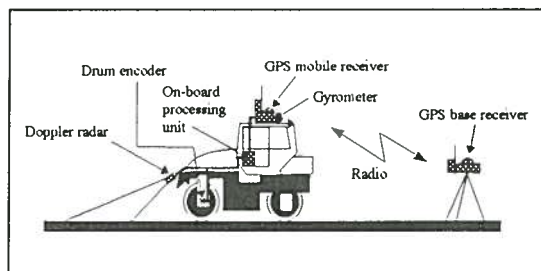 GPS mobile receiver
Drum encoder
Gyrometer
On-board
processing
unit
GPS base receiver
Doppler radar
Radio